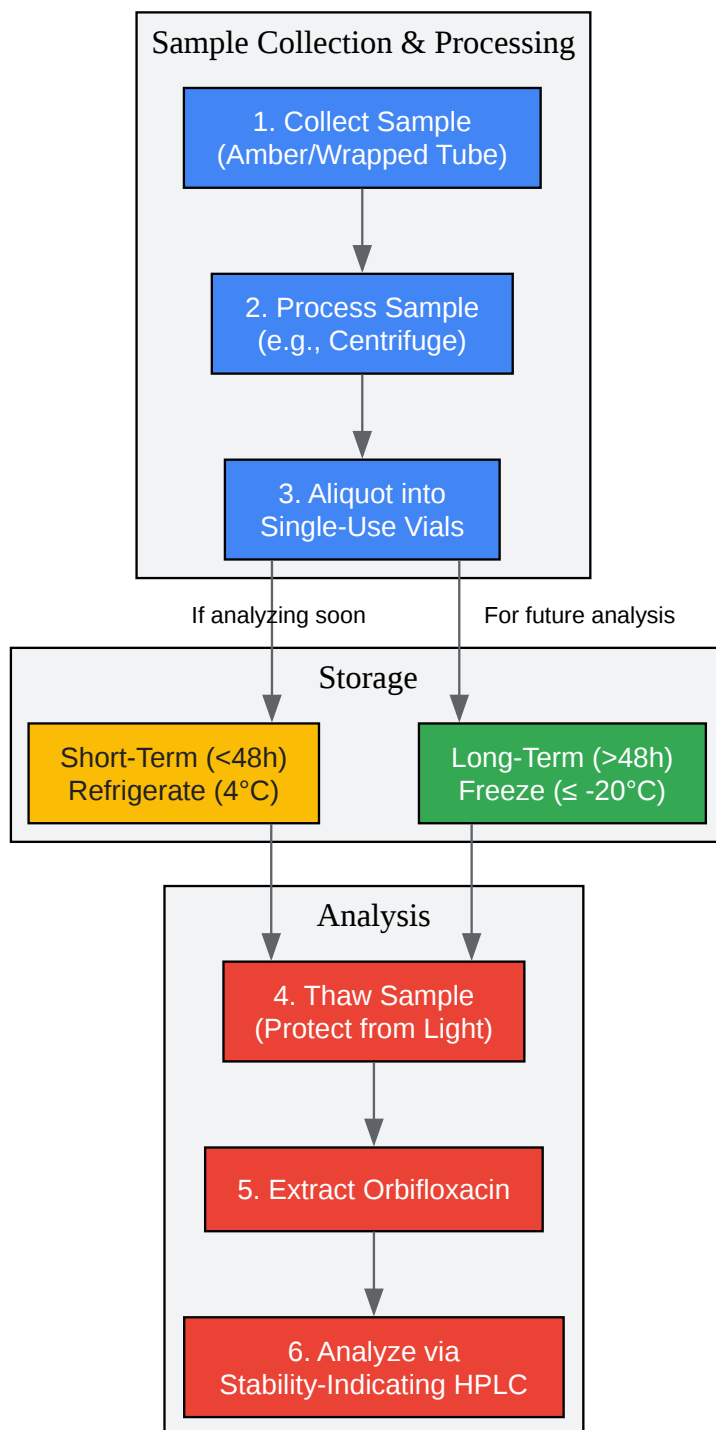 Sample Collection & Processing
1. Collect Sample
(Amber/Wrapped Tube)
2. Process Sample
(e.g., Centrifuge)
3. Aliquot into
Single-Use Vials
If analyzing soon
For future analysis
Storage
Short-Term (<48h)
Refrigerate (4°C)
Long-Term (>48h)
Freeze (≤ -20°C)
Analysis
4. Thaw Sample
(Protect from Light)
5. Extract Orbifloxacin
6. Analyze via
Stability-Indicating HPLC